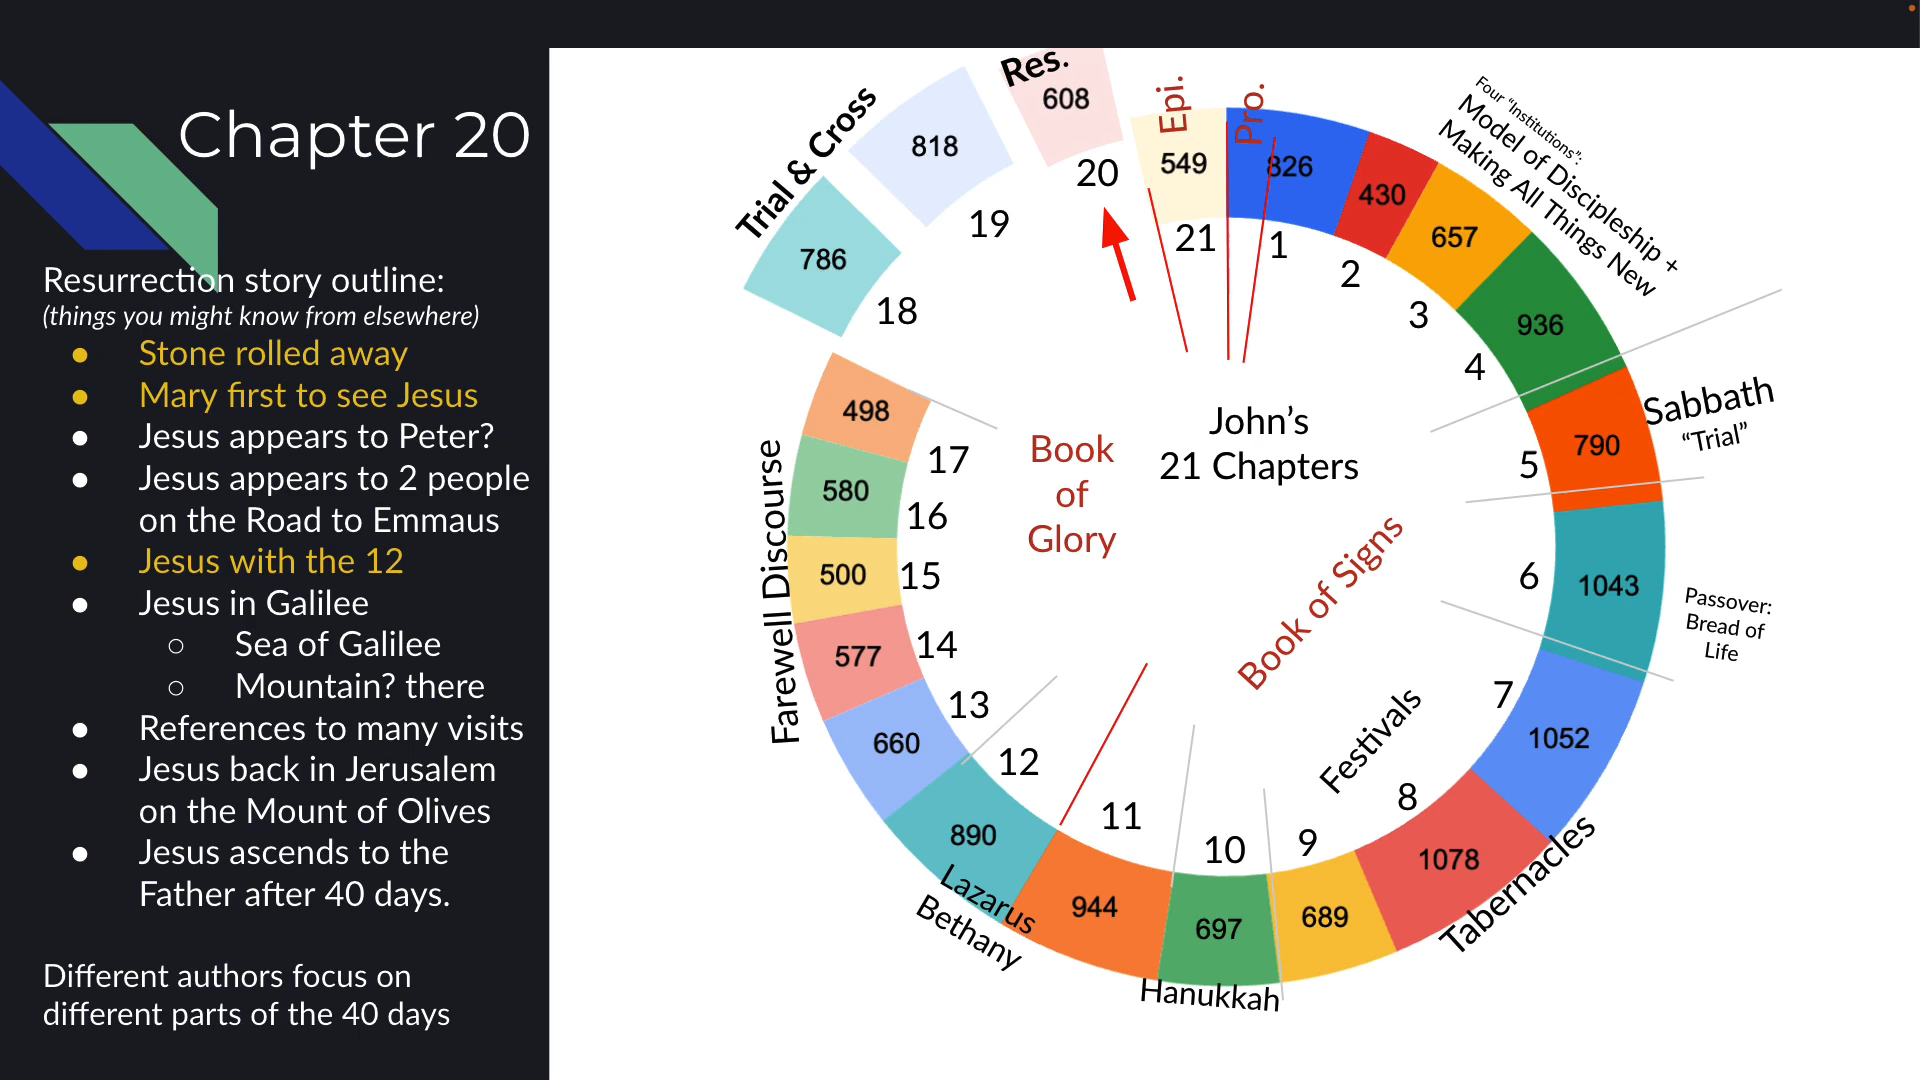 Chapter 20
Resurrection story outline:
(things you might know from elsewhere)
● Stone rolled away
● Mary first to see Jesus
● Jesus appears to Peter?
● Jesus appears to 2 people
on the Road to Emmaus
● Jesus with the 12
● Jesus in Galilee
○ Sea of Galilee
○ Mountain? there
● References to many visits
● Jesus back in Jerusalem
on the Mount of Olives
● Jesus ascends to the
Father after 40 days.
Different authors focus on
different parts of the 40 days
John’s
21 Chapters
Pro.
826
1
430
2
657
3
936
4
Four “Institutions”:
Model of Discipleship +
Making All Things New
790
5
Sabbath
“Trial”
1043
6
Passover:
Bread of
Life
1052
7
1078
8
Tabernacles
Festivals
689
9
697
10
Hanukkah
944
11
Book of Signs
890
12
Lazarus
Bethany
660
13
577
14
500
15
580
16
498
17
Farewell Discourse
Book
of
Glory
786
18
818
19
Trial & Cross
Res.
608
20
Epi.
549
21